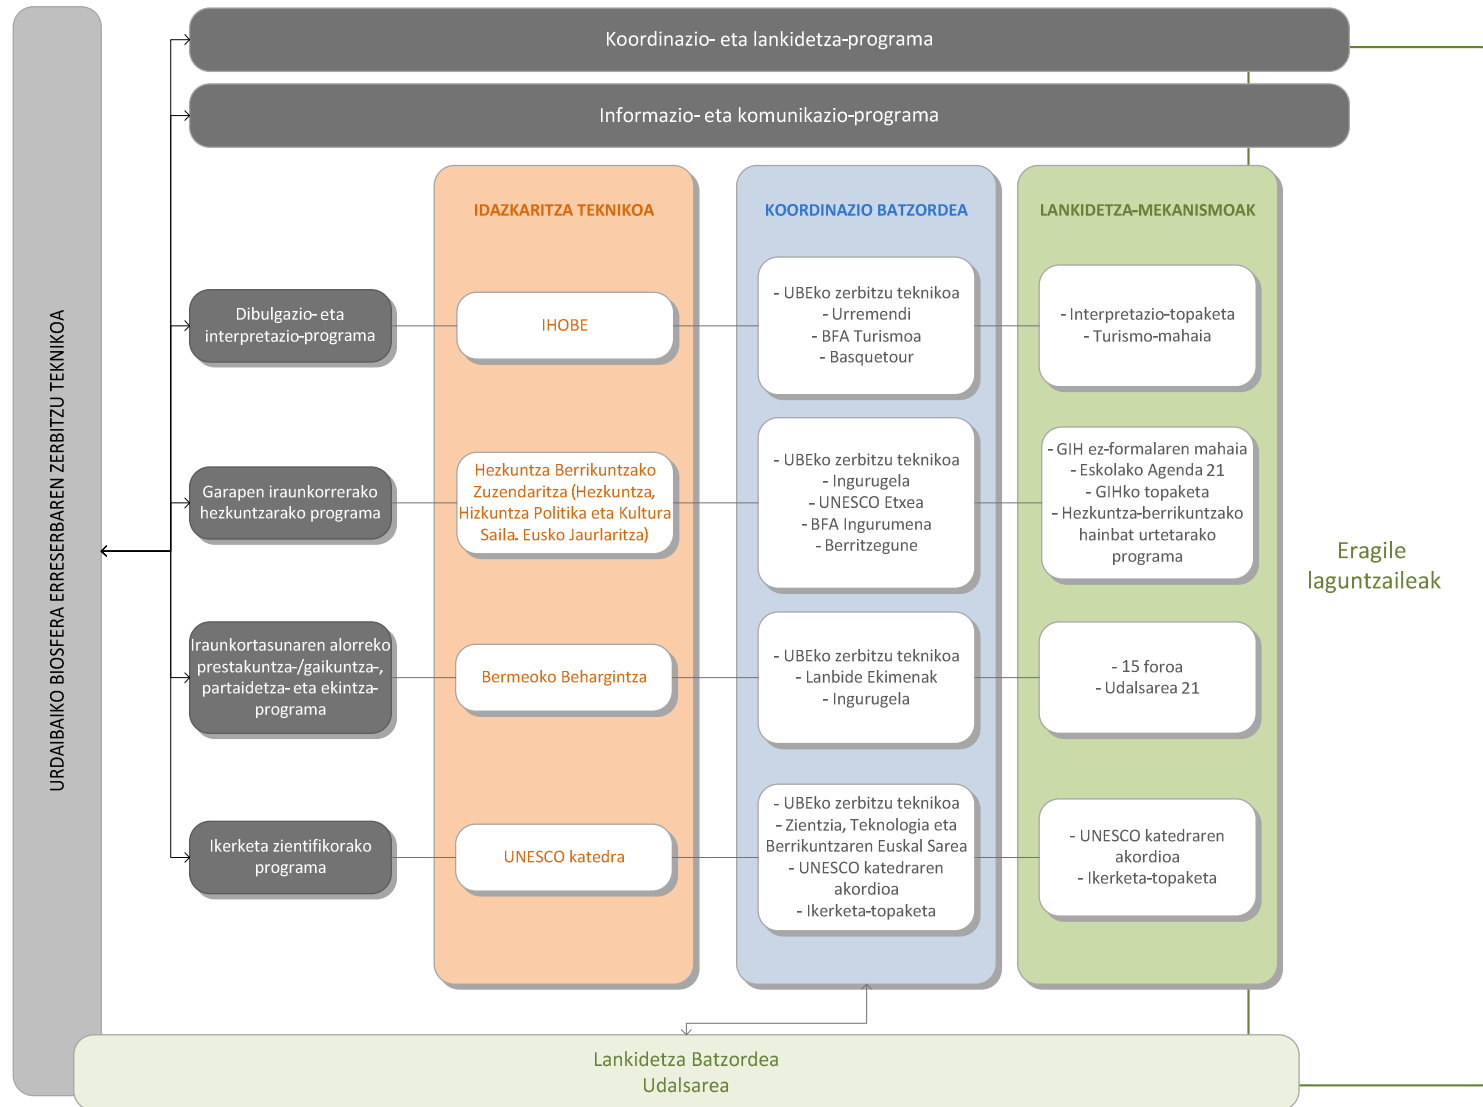 URDAIBAIKO BIOSFERA ERRESERBAREN ZERBITZU TEKNIKOA
Koordinazio- eta lankidetza-programa
Informazio- eta komunikazio-programa
IDAZKARITZA TEKNIKOA
KOORDINAZIO BATZORDEA
LANKIDETZA-MEKANISMOAK
Dibulgazio- eta
interpretazio-programa
IHOBE
- UBEko zerbitzu teknikoa
- Urremendi
- BFA Turismoa
- Basquetour
- Interpretazio-topaketa
- Turismo-mahaia
Garapen iraunkorrerako
hezkuntzarako programa
Hezkuntza Berrikuntzako
Zuzendaritza (Hezkuntza,
Hizkuntza Politika eta Kultura
Saila. Eusko Jaurlaritza)
- UBEko zerbitzu teknikoa
- Ingurugela
- UNESCO Etxea
- BFA Ingurumena
- Berritzegune
- GIH ez-formalaren mahaia
- Eskolako Agenda 21
- GIHko topaketa
- Hezkuntza-berrikuntzako
hainbat urtetarako
programa
Iraunkortasunaren alorreko
prestakuntza-/gaikuntza-,
partaidetza- eta ekintza-
programa
Bermeoko Behargintza
- UBEko zerbitzu teknikoa
- Lanbide Ekimenak
- Ingurugela
- 15 foroa
- Udalsarea 21
Ikerketa zientifikorako
programa
UNESCO katedra
- UBEko zerbitzu teknikoa
- Zientzia, Teknologia eta
Berrikuntzaren Euskal Sarea
- UNESCO katedraren
akordioa
- Ikerketa-topaketa
- UNESCO katedraren
akordioa
- Ikerketa-topaketa
Eragile
laguntzaileak
Lankidetza Batzordea
Udalsarea